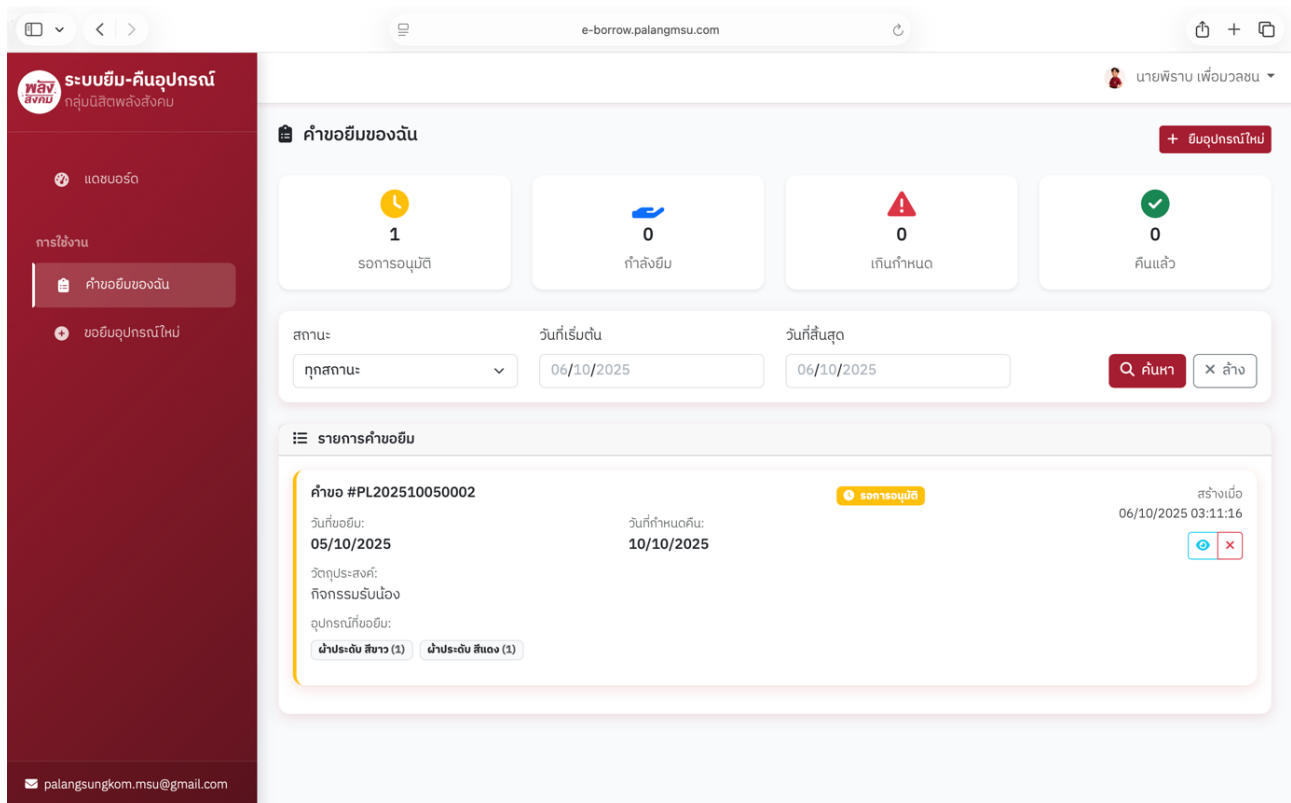 e-borrow.palangmsu.com
พลัง
สังคม
ระบบยืม-คืนอุปกรณ์
กลุ่มนิสิตพลังสังคม
นายพิราบ เพื่อมวลชน
แดชบอร์ด
การใช้งาน
คำขอยืมของฉัน
ขอยืมอุปกรณ์ใหม่
palangsungkom.msu@gmail.com
คำขอยืมของฉัน
+ ยืมอุปกรณ์ใหม่
1
รอการอนุมัติ
0
กำลังยืม
0
เกินกำหนด
0
คืนแล้ว
สถานะ
ทุกสถานะ
วันที่เริ่มต้น
06/10/2025
วันที่สิ้นสุด
06/10/2025
ค้นหา
× ล้าง
รายการคำขอยืม
คำขอ #PL202510050002
รอการอนุมัติ
สร้างเมื่อ
06/10/2025 03:11:16
วันที่ขอยืม:
05/10/2025
วันที่กำหนดคืน:
10/10/2025
วัตถุประสงค์:
กิจกรรมรับน้อง
อุปกรณ์ที่ขอยืม:
ผ้าประดับ สีขาว (1)
ผ้าประดับ สีแดง (1)